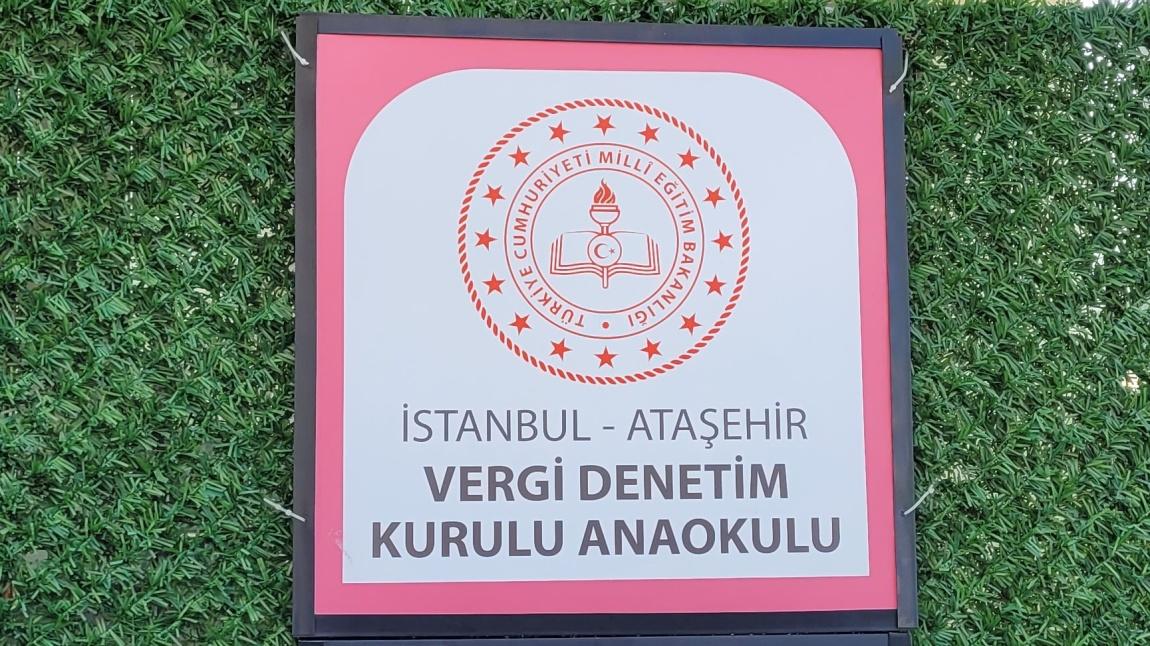 TÜRKİYE CUMHURİYETİ MİLLÎ EĞİTİM BAKANLIĞI
İSTANBUL - ATAŞEHİR
VERGİ DENETİM
KURULU ANAOKULU